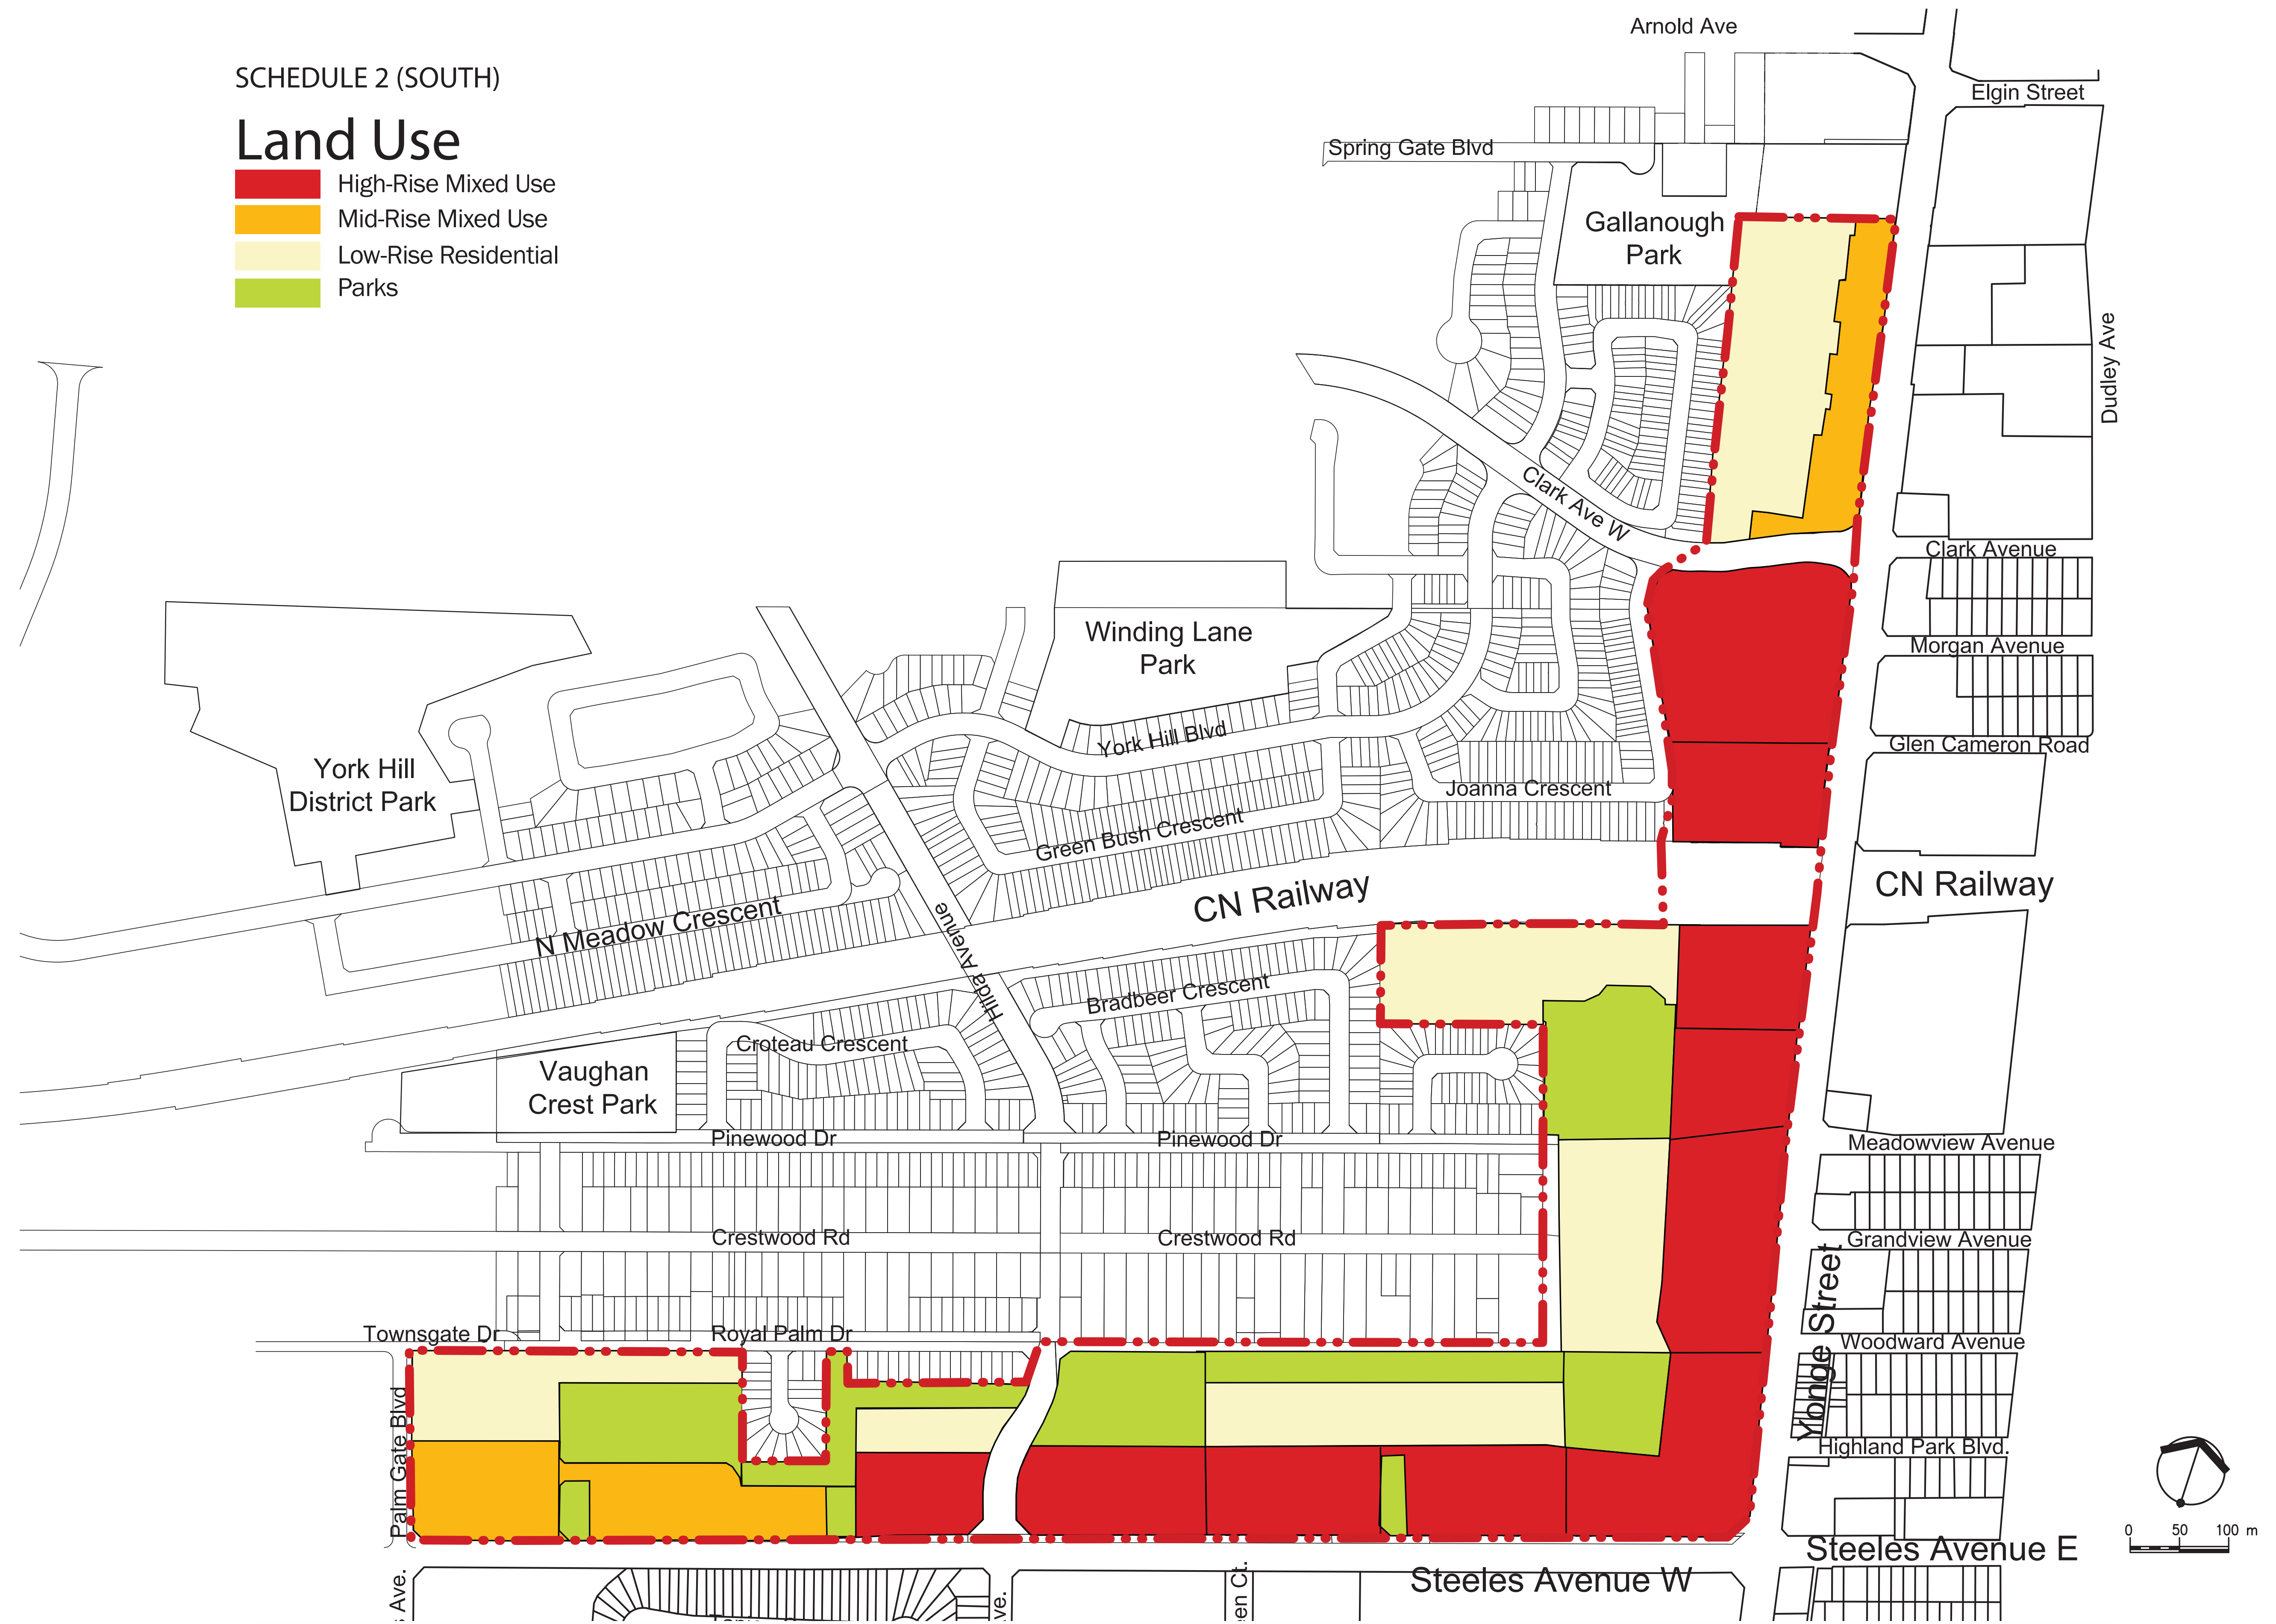 SCHEDULE 2 (SOUTH)
Land Use
High-Rise Mixed Use
Mid-Rise Mixed Use
Low-Rise Residential
Parks
Arnold Ave
Elgin Street
Spring Gate Blvd
Gallanough
Park
Dudley Ave
Clark Ave W
Clark Avenue
Winding Lane
Park
Morgan Avenue
York Hill Blvd
Glen Cameron Road
York Hill
District Park
Joanna Crescent
Green Bush Crescent
CN Railway
CN Railway
N Meadow Crescent
Hilda Avenue
Bradbeer Crescent
Croteau Crescent
Vaughan
Crest Park
Pinewood Dr
Pinewood Dr
Meadowview Avenue
Crestwood Rd
Crestwood Rd
Grandview Avenue
Yonge Street
Townsgate Dr
Royal Palm Dr
Woodward Avenue
Palm Gate Blvd
Highland Park Blvd.
0 50 100 m
Steeles Avenue E
Steeles Avenue W
s Ave.
ve.
en Ct.